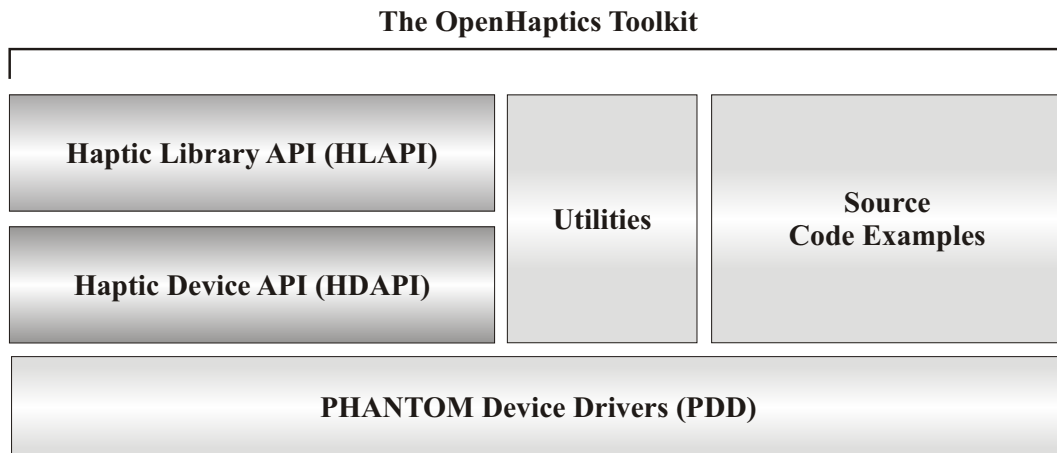 The OpenHaptics Toolkit
Haptic Library API (HLAPI)
Haptic Device API (HDAPI)
Utilities
Source
Code Examples
PHANTOM Device Drivers (PDD)